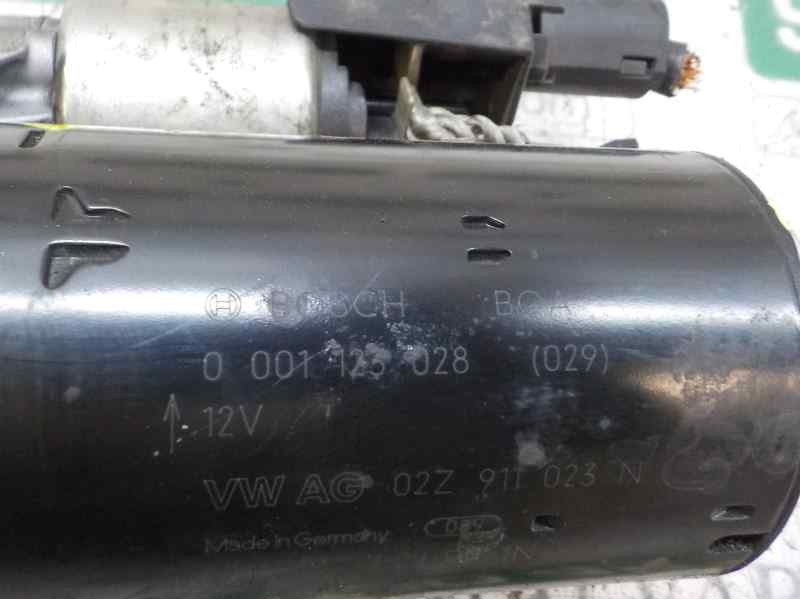 BOSCH BOA
0 001 125 028 (029)
12V
VW AG 02Z 911 023 N
Made in Germany